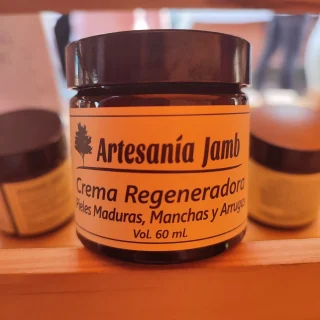 Artesanía Jamb
Crema Regeneradora
Pieles Maduras, Manchas y Arrugas
Vol. 60 ml.